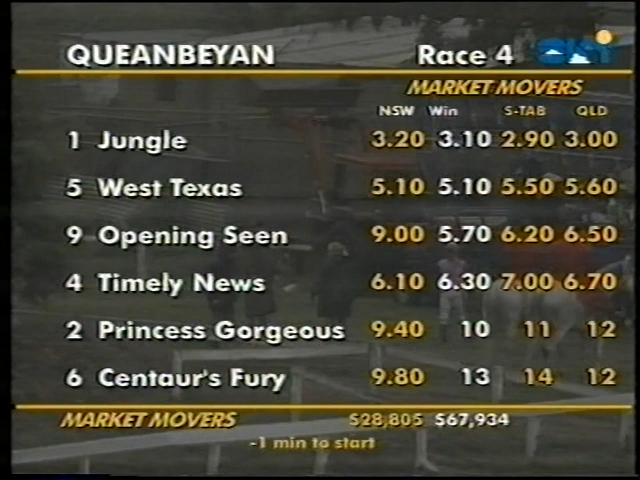 QUEANBEYAN Race 4 SKY
MARKET MOVERS
NSW Win S-TAB QLD
1 Jungle 3.20 3.10 2.90 3.00
5 West Texas 5.10 5.10 5.50 5.60
9 Opening Seen 9.00 5.70 6.20 6.50
4 Timely News 6.10 6.30 7.00 6.70
2 Princess Gorgeous 9.40 10 11 12
6 Centaur's Fury 9.80 13 14 12
MARKET MOVERS $28,805 $67,934
-1 min to start